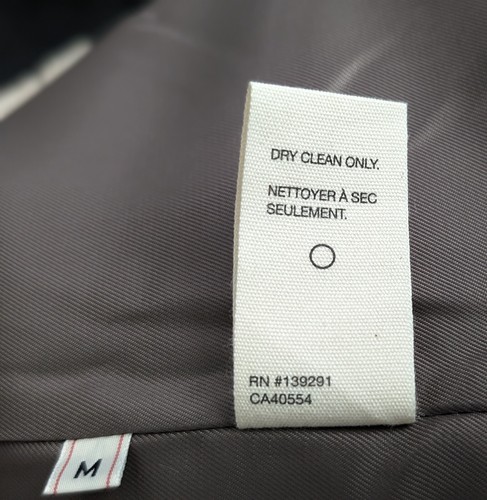 DRY CLEAN ONLY.
NETTOYER À SEC
SEULEMENT.
RN #139291
CA40554
M